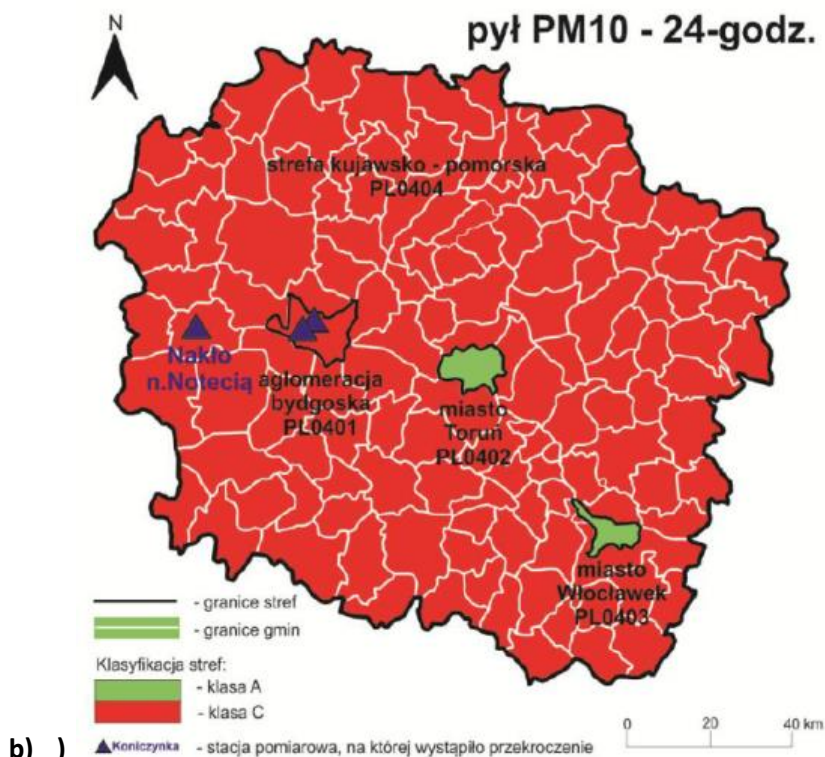 pył PM10 - 24-godz.
N
strefa kujawsko - pomorska
PL0404
Nakło
n.Notecią
aglomeracja
bydgoska
PL0401
miasto
Toruń
PL0402
miasto
Włocławek
PL0403
- granice stref
- granice gmin
Klasyfikacja stref:
- klasa A
- klasa C
0 20 40 km
b) ) Koniczynka - stacja pomiarowa, na której wystąpiło przekroczenie